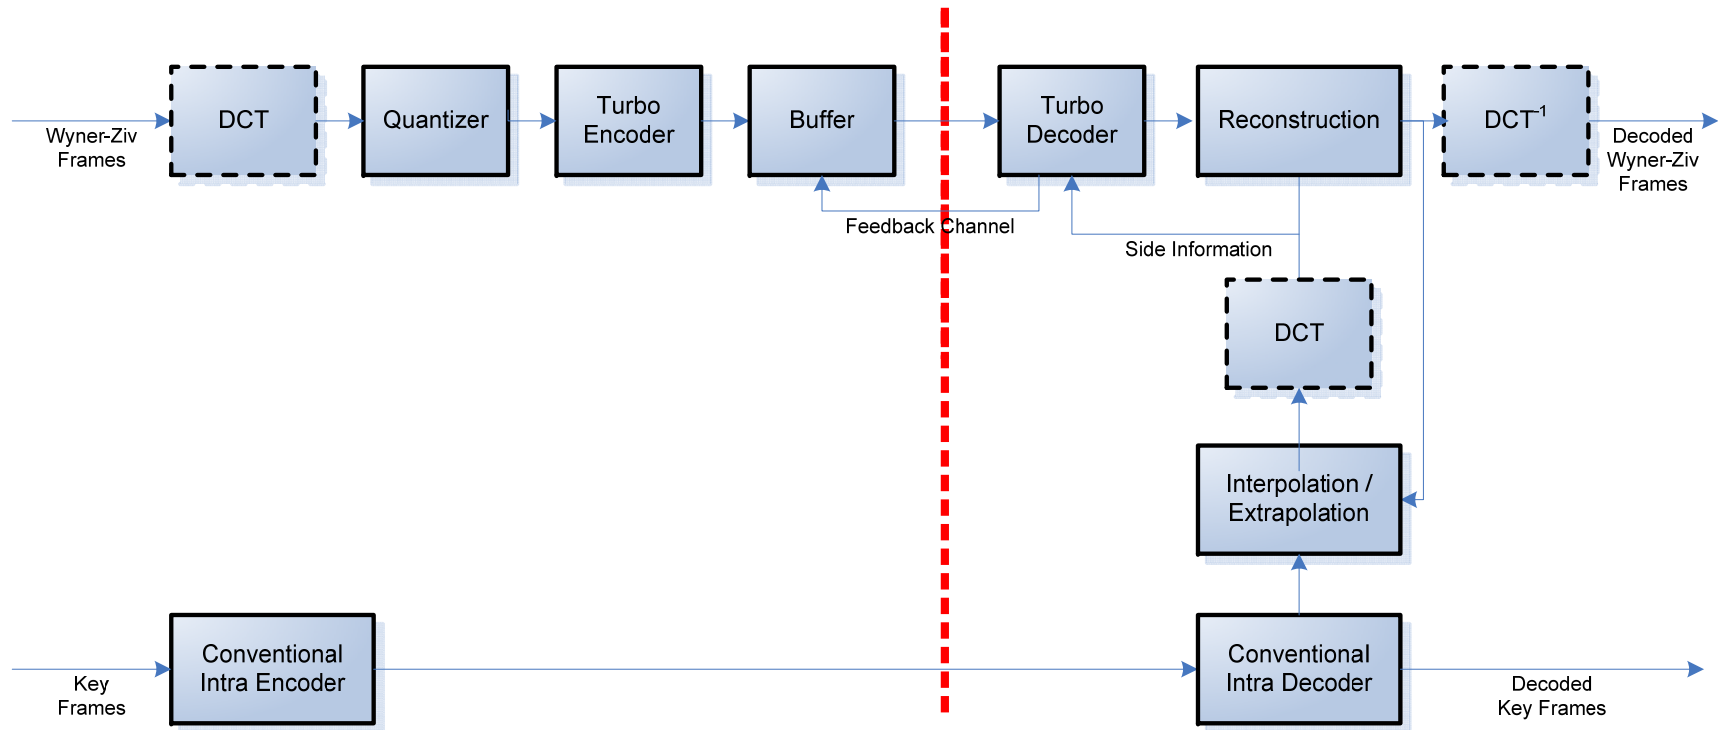 DCT
Quantizer
Turbo
Encoder
Buffer
Turbo
Decoder
Reconstruction
DCT⁻¹
Wyner-Ziv
Frames
Decoded
Wyner-Ziv
Frames
Feedback Channel
Side Information
DCT
Interpolation /
Extrapolation
Conventional
Intra Encoder
Conventional
Intra Decoder
Key
Frames
Decoded
Key Frames